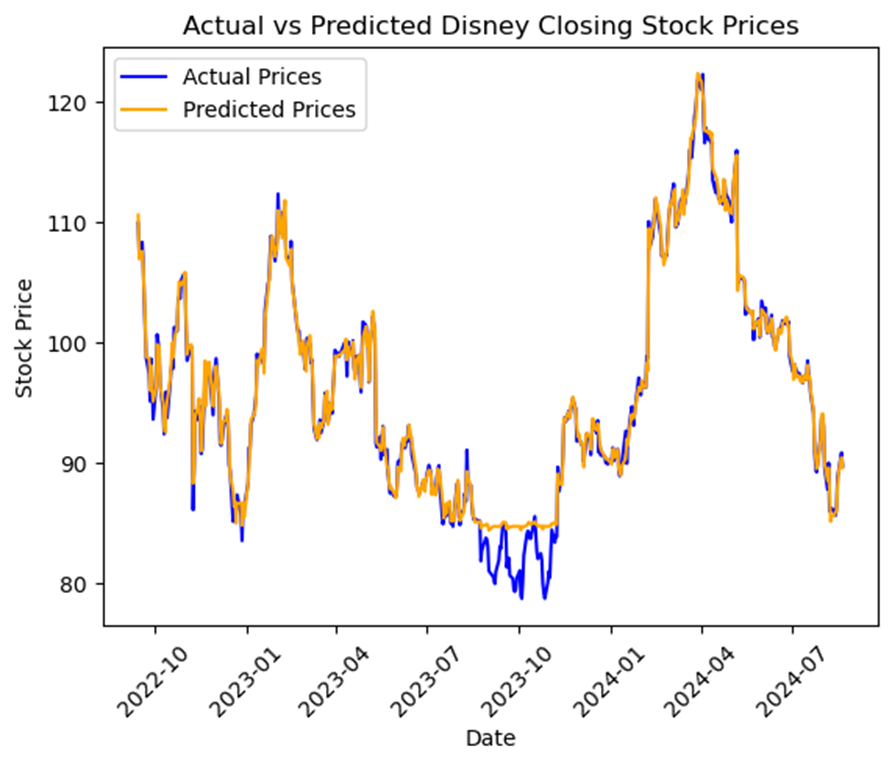 Actual vs Predicted Disney Closing Stock Prices
Actual Prices
Predicted Prices
120
110
100
90
80
Stock Price
2022-10
2023-01
2023-04
2023-07
2023-10
2024-01
2024-04
2024-07
Date